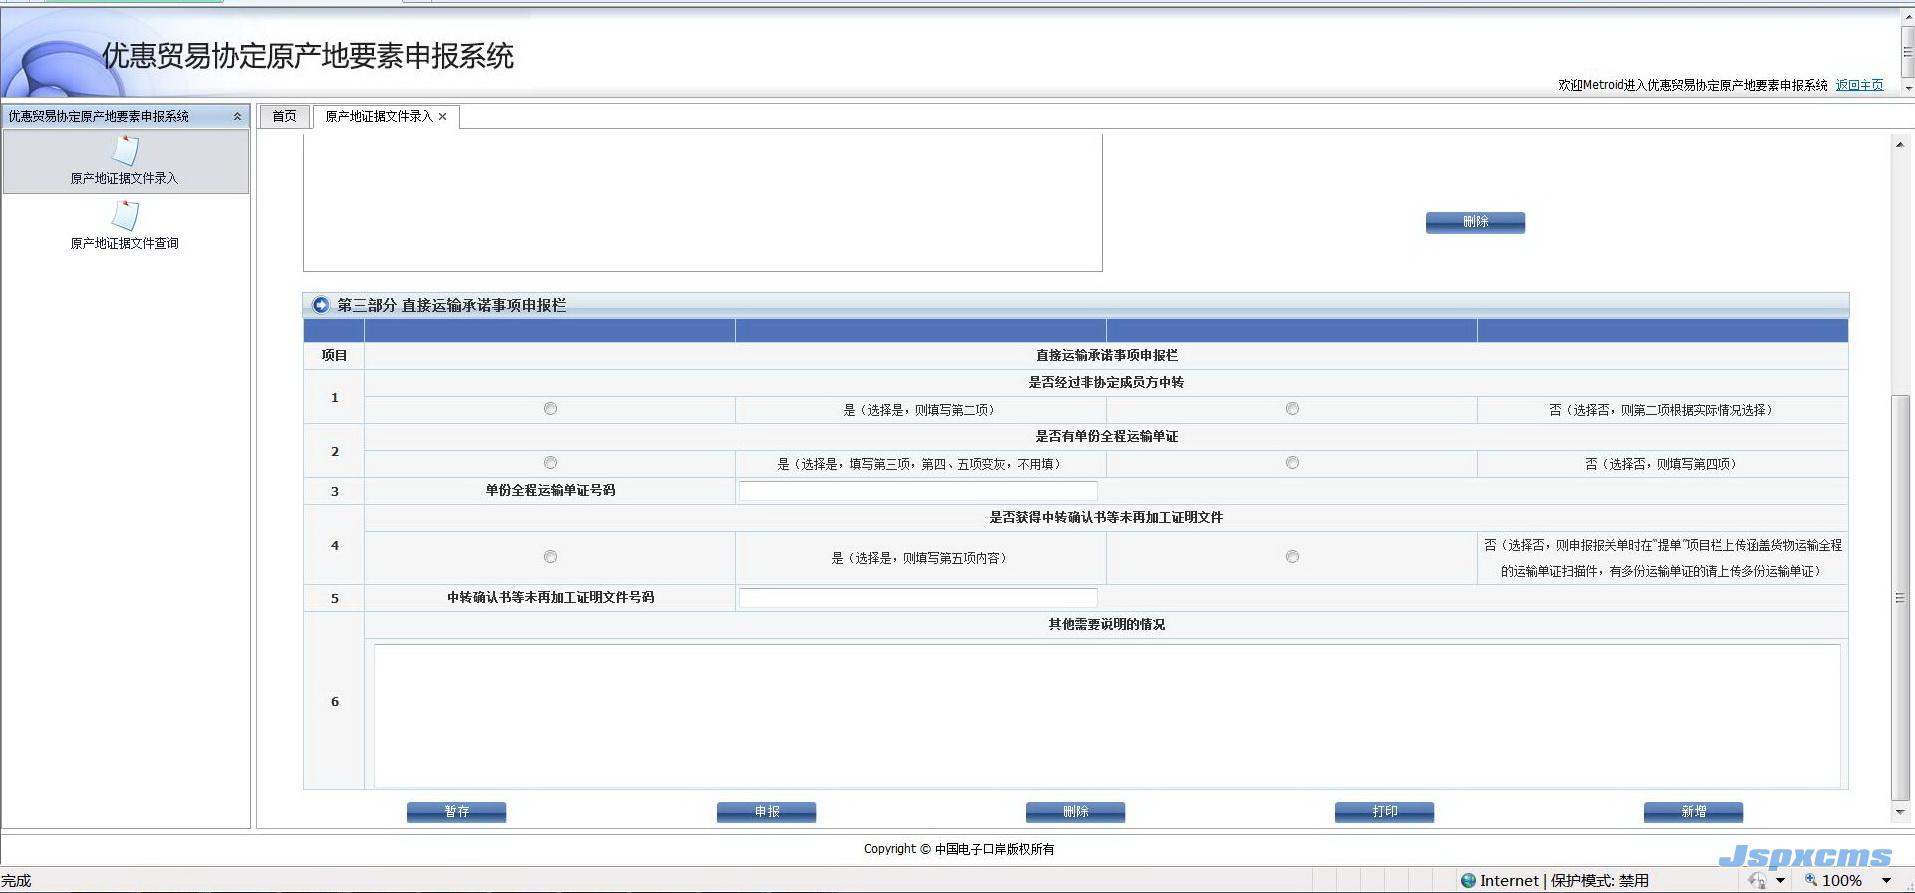 优惠贸易协定原产地要素申报系统
欢迎Metroid进入优惠贸易协定原产地要素申报系统 返回主页
优惠贸易协定原产地要素申报系统
原产地证据文件录入
原产地证据文件查询
首页 原产地证据文件录入
删除
第三部分 直接运输承诺事项申报栏
项目 直接运输承诺事项申报栏
1 是否经过非协定成员方中转
是（选择是，则填写第二项） 否（选择否，则第二项根据实际情况选择）
2 是否有单份全程运输单证
是（选择是，填写第三项，第四、五项变灰，不用填） 否（选择否，则填写第四项）
3 单份全程运输单证号码
4 是否获得中转确认书等未再加工证明文件
是（选择是，则填写第五项内容） 否（选择否，则申报报关单时在“提单”项目栏上传涵盖货物运输全程
的运输单证扫描件，有多份运输单证的请上传多份运输单证）
5 中转确认书等未再加工证明文件号码
6 其他需要说明的情况
暂存 申报 删除 打印 新增
Copyright © 中国电子口岸版权所有
Jspxcms
完成 Internet | 保护模式: 禁用 100%